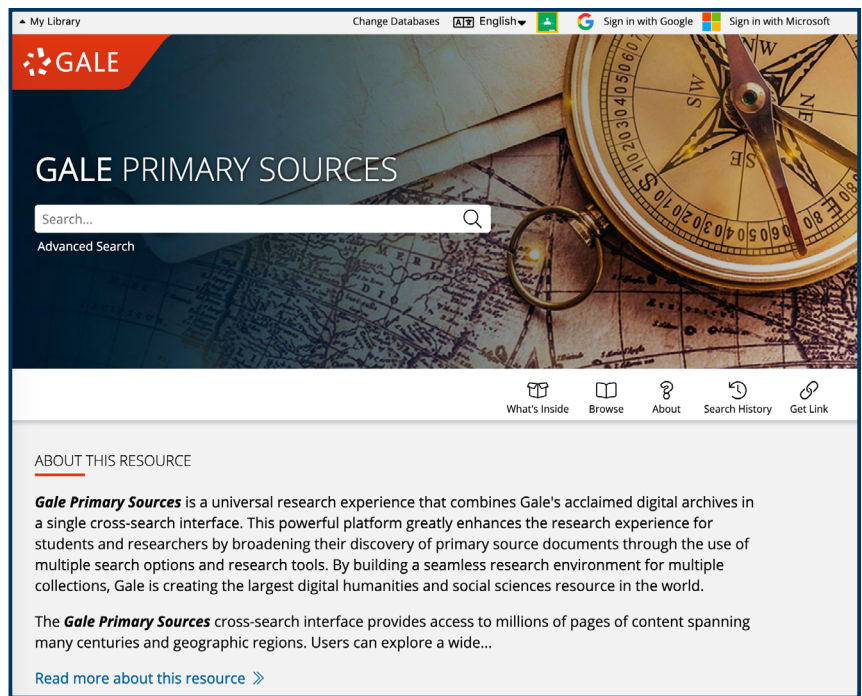 My Library
Change Databases
English
Sign in with Google
Sign in with Microsoft
GALE
GALE PRIMARY SOURCES
Search...
Advanced Search
What's Inside
Browse
About
Search History
Get Link
ABOUT THIS RESOURCE
Gale Primary Sources is a universal research experience that combines Gale's acclaimed digital archives in
a single cross-search interface. This powerful platform greatly enhances the research experience for
students and researchers by broadening their discovery of primary source documents through the use of
multiple search options and research tools. By building a seamless research environment for multiple
collections, Gale is creating the largest digital humanities and social sciences resource in the world.
The Gale Primary Sources cross-search interface provides access to millions of pages of content spanning
many centuries and geographic regions. Users can explore a wide...
Read more about this resource
NW
SW
NE
SE